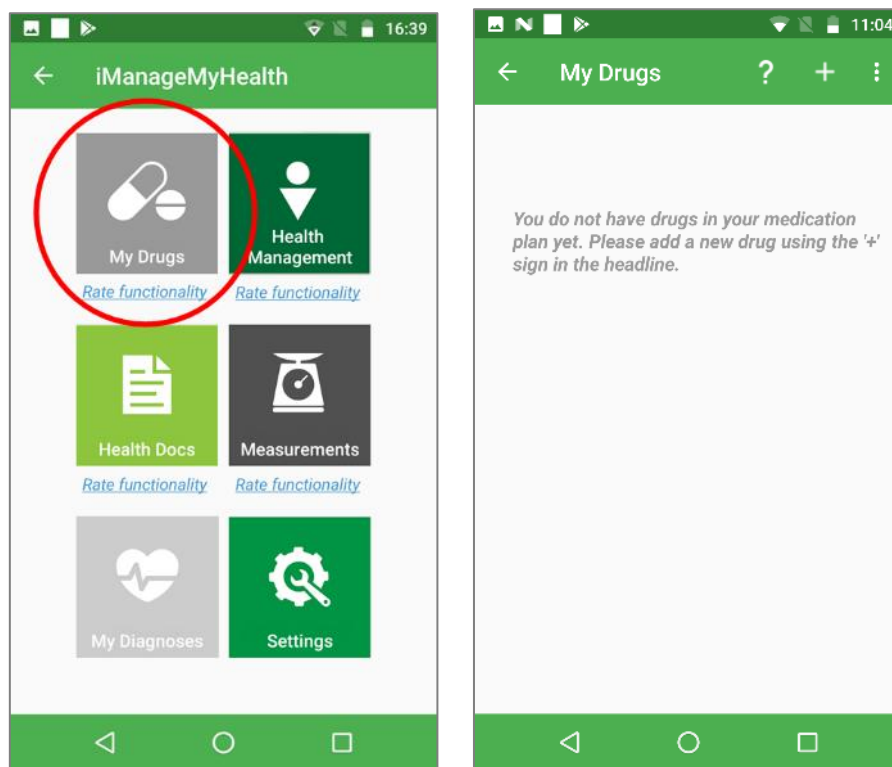 16:39
iManageMyHealth
My Drugs
Health
Management
Rate functionality
Rate functionality
Health Docs
Measurements
Rate functionality
Rate functionality
My Diagnoses
Settings
11:04
My Drugs
?
+
You do not have drugs in your medication
plan yet. Please add a new drug using the '+'
sign in the headline.